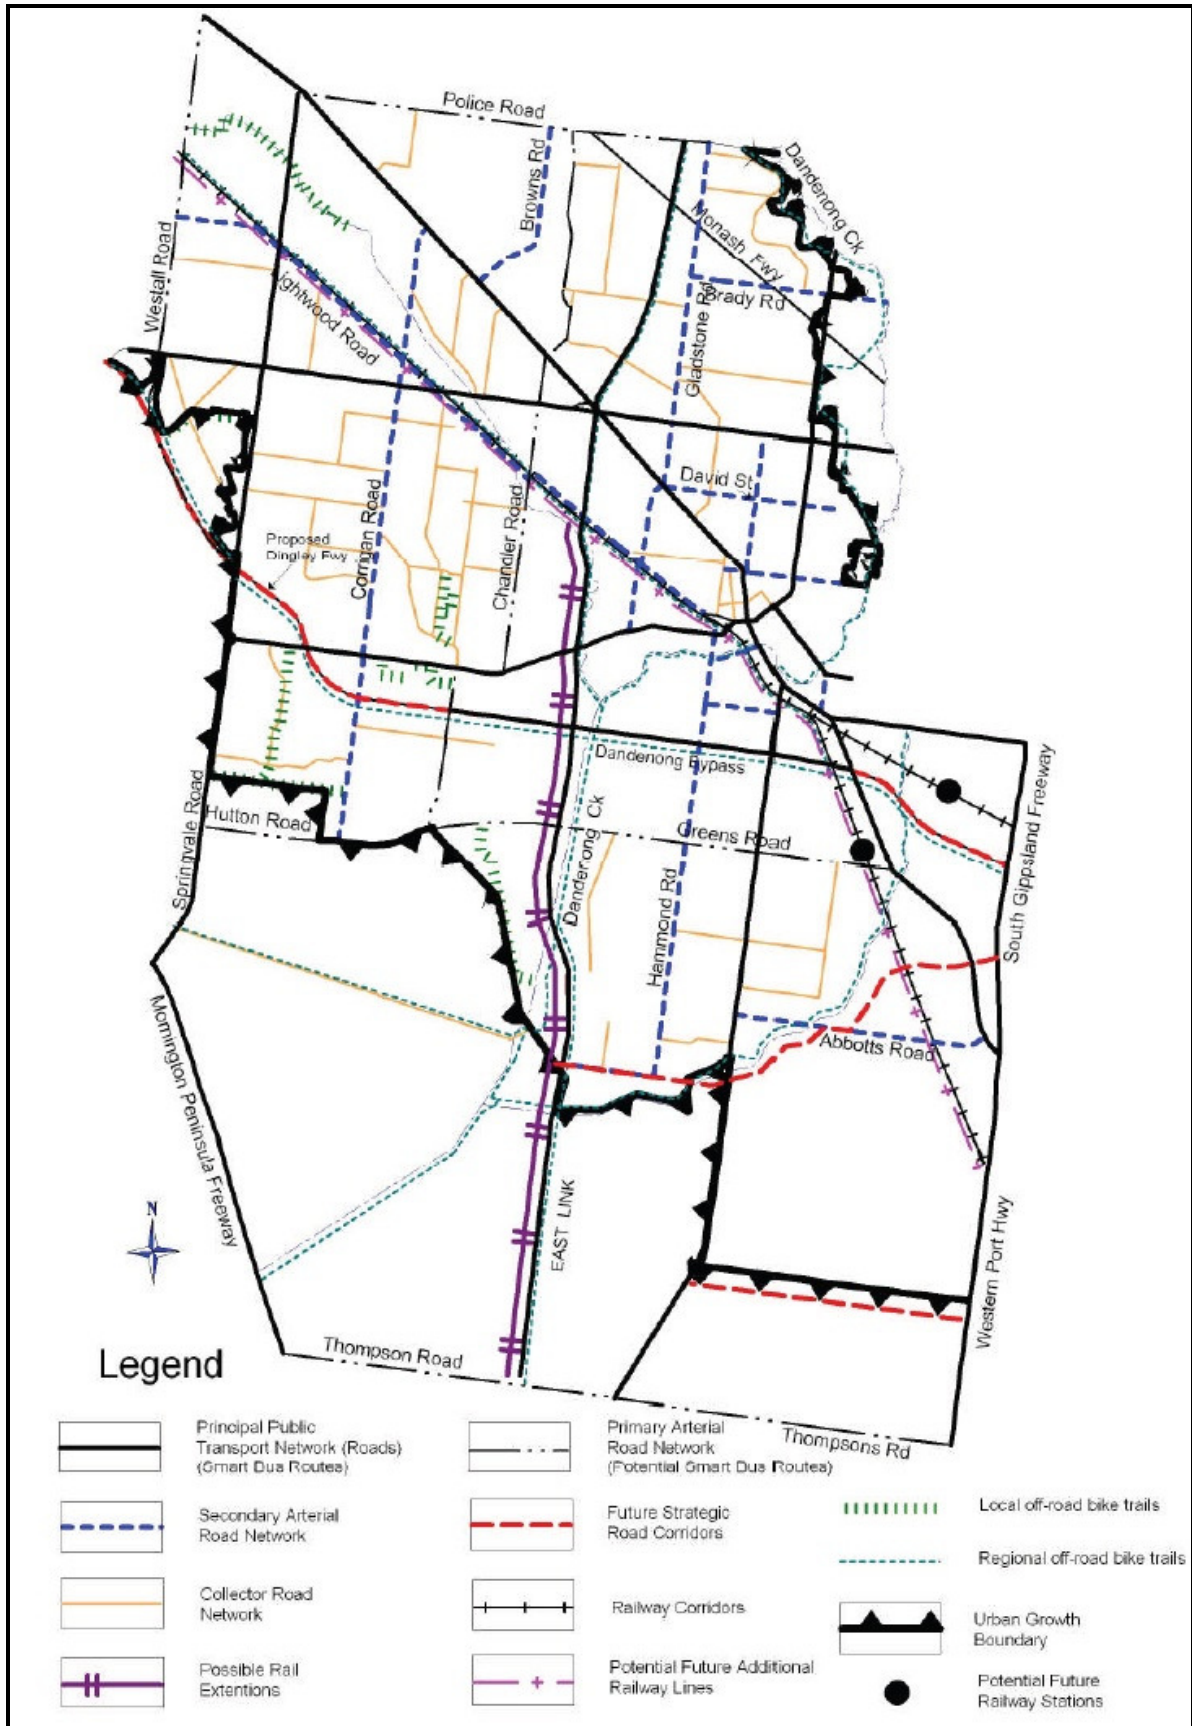 Police Road
Browns Rd
Dandenong Ck
Monash Fwy
Westall Road
Lightwood Road
Brady Rd
Gladstone Rd
David St
Proposed
Dingley Fwy
Corrigan Road
Chandler Road
Dandenong Bypass
Springvale Road
Hutton Road
Dandenong Ck
Greens Road
Hammond Rd
South Gippsland Freeway
Abbotts Road
Mornington Peninsula Freeway
N
EAST LINK
Western Port Hwy
Thompson Road
Thompsons Rd
Legend
Principal Public
Transport Network (Roads)
(Smart Bus Routes)
Primary Arterial
Road Network
(Potential Smart Bus Routes)
Secondary Arterial
Road Network
Future Strategic
Road Corridors
Local off-road bike trails
Regional off-road bike trails
Collector Road
Network
Railway Corridors
Urban Growth
Boundary
Possible Rail
Extentions
Potential Future Additional
Railway Lines
Potential Future
Railway Stations